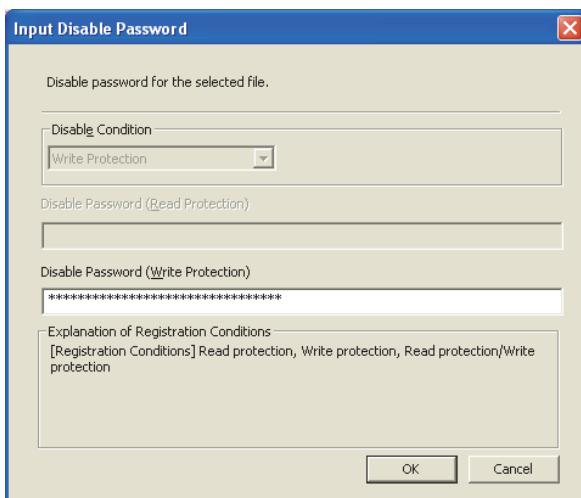 Input Disable Password
Disable password for the selected file.
Disable Condition
Write Protection
Disable Password (Read Protection)
Disable Password (Write Protection)
********************************
Explanation of Registration Conditions
[Registration Conditions] Read protection, Write protection, Read protection/Write
protection
OK
Cancel